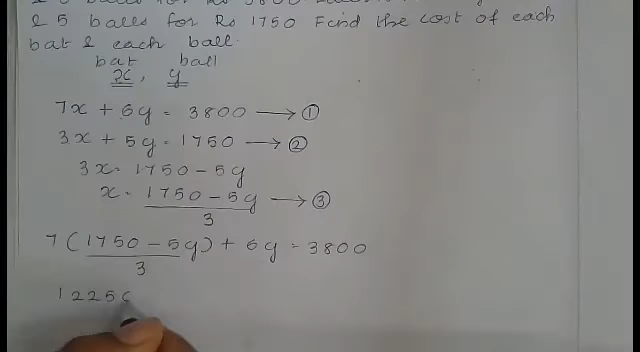 & 5 balls for Rs 1750 Find the cost of each
bat & each ball.
bat ball
x, y
7x + 6y = 3800 → ①
3x + 5y = 1750 → ②
3x = 1750 - 5y
x = 1750 - 5y / 3 → ③
7 (1750 - 5y / 3) + 6y = 3800
1225